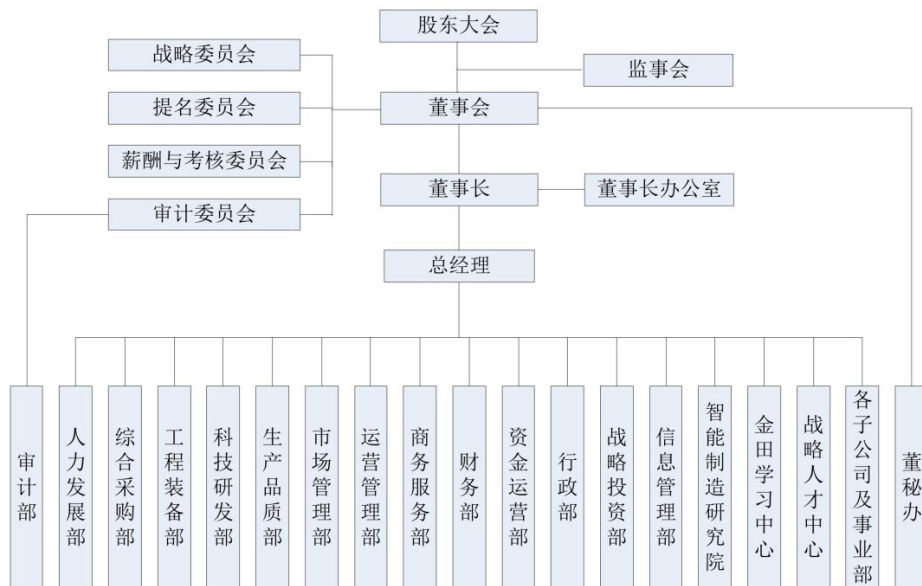 股东大会
战略委员会
监事会
提名委员会
董事会
薪酬与考核委员会
董事长
董事长办公室
审计委员会
总经理
审计部
人力发展部
综合采购部
工程装备部
科技研发部
生产品质部
市场管理部
运营管理部
商务服务部
财务部
资金运营部
行政部
战略投资部
信息管理部
智能制造研究院
金田学习中心
战略人才中心
各子公司及事业部
董秘办